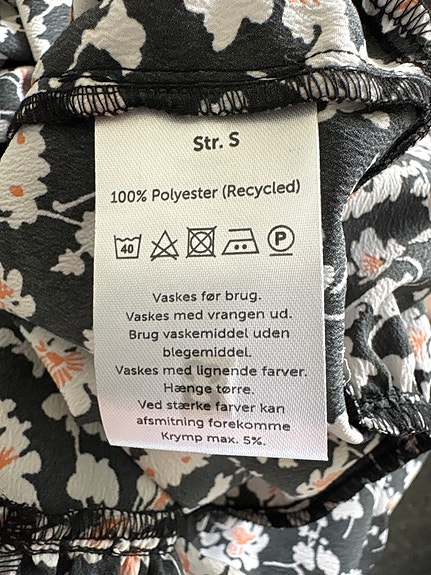 Str. S
100% Polyester (Recycled)
40 P
Vaskes før brug.
Vaskes med vrangen ud.
Brug vaskemiddel uden
blegemiddel.
Vaskes med lignende farver.
Hænge tørre.
Ved stærke farver kan
afsmitning forekomme
Krymp max. 5%.